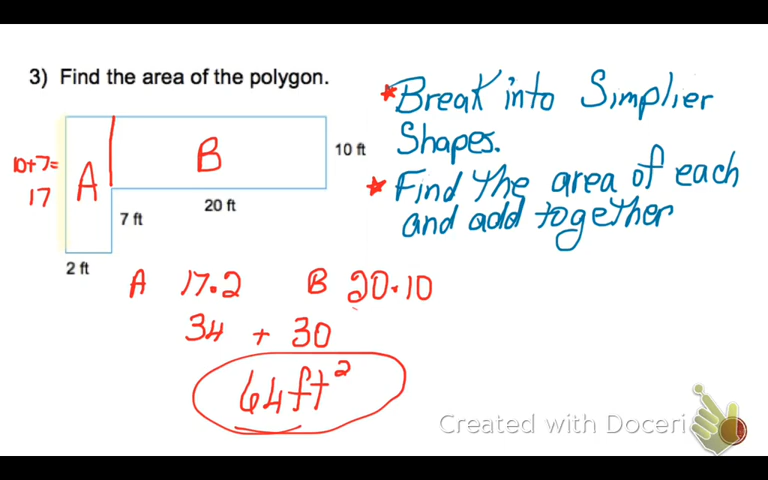 3) Find the area of the polygon.
*Break into Simplier
Shapes.
*Find the area of each
and add together
10+7=
17
A
B
10 ft
7 ft
20 ft
2 ft
A 17.2 B 20.10
34 + 30
64ft²
Created with Doceri